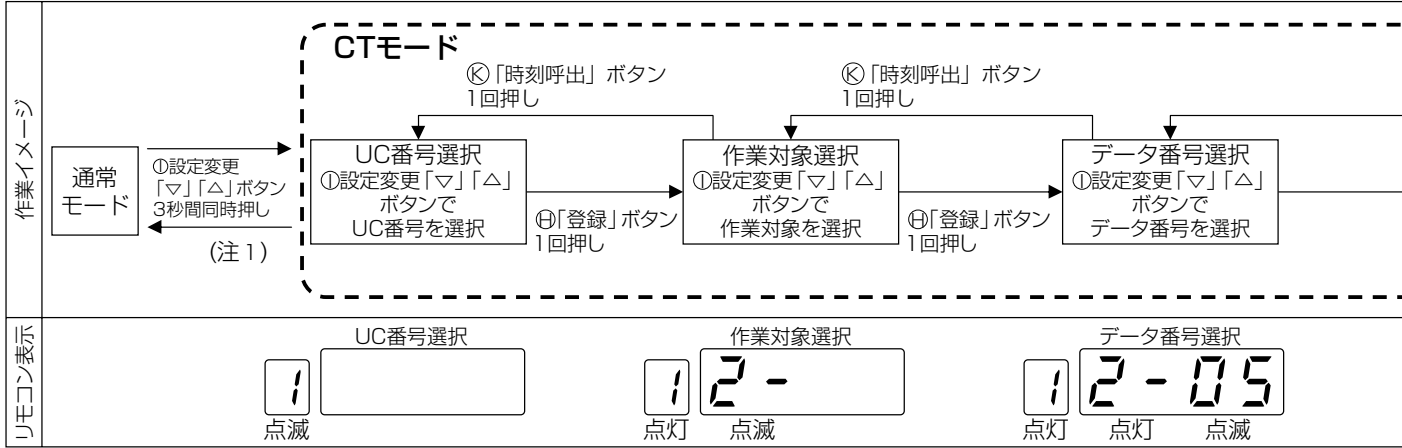 作業イメージ
CTモード
Ⓚ「時刻呼出」ボタン
1回押し
Ⓚ「時刻呼出」ボタン
1回押し
通常
モード
①設定変更
「▽」「△」ボタン
3秒間同時押し
(注1)
UC番号選択
①設定変更「▽」「△」
ボタンで
UC番号を選択
Ⓗ「登録」ボタン
1回押し
作業対象選択
①設定変更「▽」「△」
ボタンで
作業対象を選択
Ⓗ「登録」ボタン
1回押し
データ番号選択
①設定変更「▽」「△」
ボタンで
データ番号を選択
リモコン表示
UC番号選択
1
点滅
作業対象選択
1 2-
点灯 点滅
データ番号選択
1 2-05
点灯 点灯 点滅